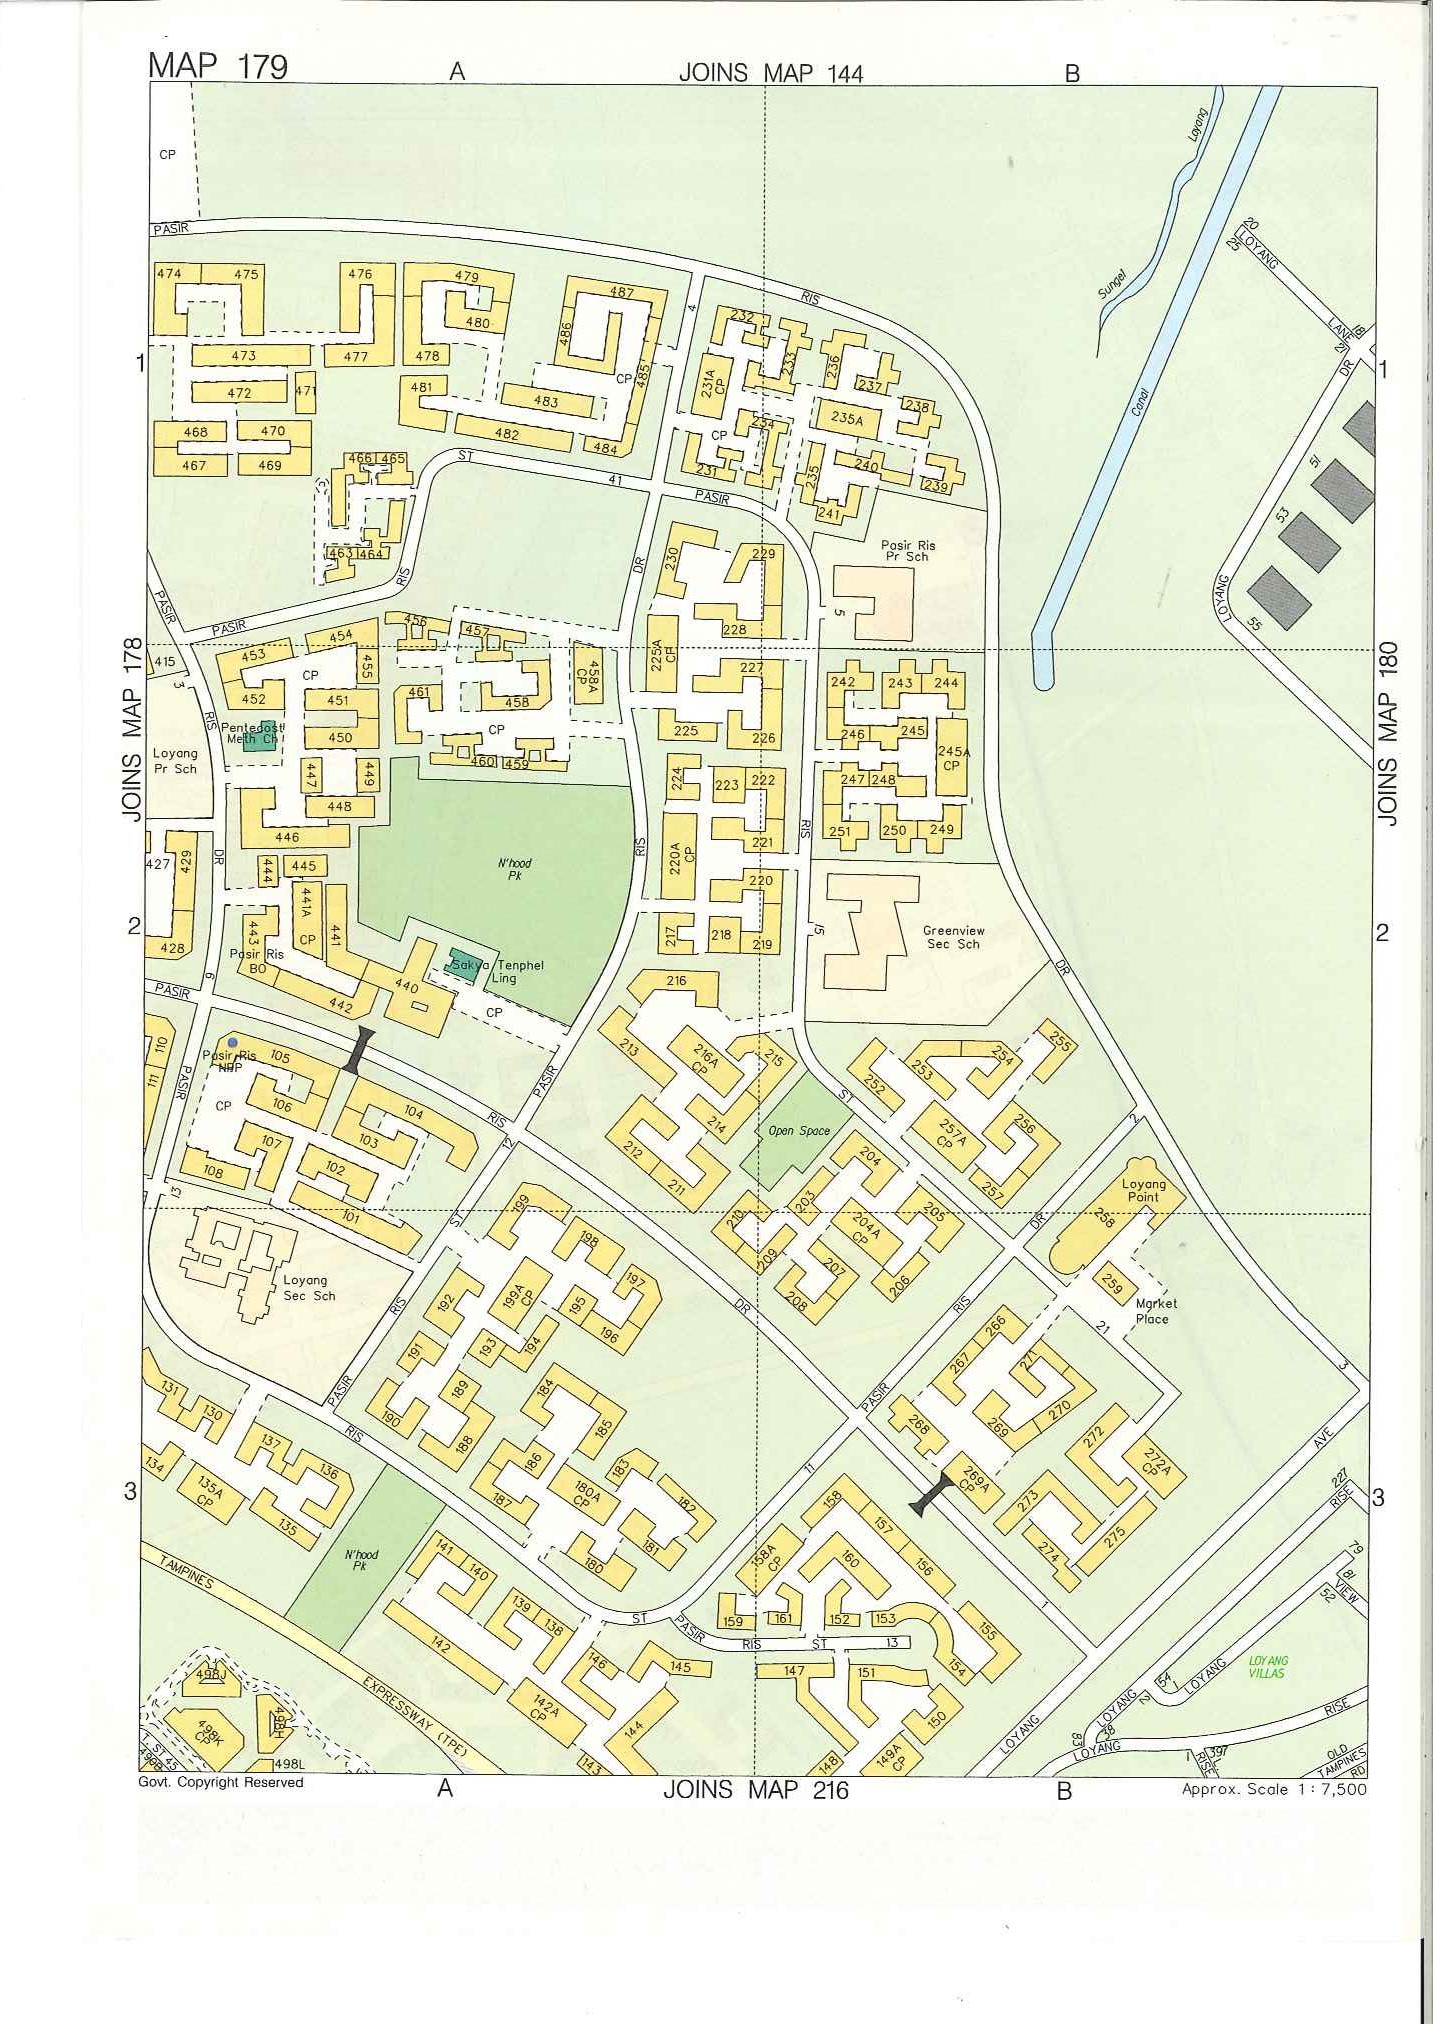 MAP 179
A
JOINS MAP 144
B
CP
PASIR
RIS
Loyang
Sungei
Canal
20
25
LOYANG
LANE
18
21
DR
1
1
474
475
476
479
487
480
486
473
477
478
485
CP
4
232
233
236
237
231A
CP
238
472
471
481
483
235A
234
CP
468
470
482
484
231
235
240
239
467
469
466
465
ST
41
PASIR
241
51
53
55
LOYANG
463
464
RIS
DR
230
229
Pasir Ris
Pr Sch
5
PASIR
PASIR
454
456
457
228
JOINS MAP 178
JOINS MAP 180
415
3
453
455
CP
452
451
461
458
458A
CP
225A
CP
227
242
243
244
RIS
Pentecost
Meth Ch
450
CP
225
226
246
245
245A
CP
Loyang
Pr Sch
447
449
460
459
224
223
222
247
248
448
446
251
250
249
RIS
RIS
221
220A
CP
427
429
DR
444
445
N'hood
Pk
220
2
2
441A
CP
441
443
428
Pasir Ris
BO
217
218
219
15
Greenview
Sec Sch
440
Sakya Tenphel
Ling
CP
442
216
6
PASIR
DR
110
111
Pasir Ris
NPP
105
213
216A
CP
215
252
253
254
255
PASIR
CP
106
104
103
PASIR
RIS
ST
107
102
108
101
13
12
212
214
211
Open Space
257A
CP
256
257
2
204
203
Loyang
Point
258
210
209
204A
CP
205
DR
207
206
208
ST
199
198
Loyang
Sec Sch
RIS
192
199A
CP
197
195
196
DR
RIS
259
Market
Place
21
191
193
194
266
267
271
PASIR
190
189
188
184
185
PASIR
268
269
270
3
131
130
RIS
272
272A
CP
AVE
3
3
134
137
136
135A
CP
135
186
187
180A
CP
183
182
181
180
11
158
157
156
269A
CP
273
274
275
227
RISE
TAMPINES
N'hood
Pk
141
140
139
138
158A
CP
160
159
161
152
153
155
154
1
79
81
VIEW
52
ST
PASIR
RIS
ST
13
142
146
145
147
151
LOYANG
VILLAS
54
LOYANG
2
LOYANG
498J
498H
498K
CP
EXPRESSWAY (TPE)
142A
CP
144
143
148
149A
CP
150
LOYANG
83
38
LOYANG
RISE
1
397
RISE
OLD
TAMPINES
RD
ST 45
498L
Govt. Copyright Reserved
A
JOINS MAP 216
B
Approx. Scale 1 : 7,500